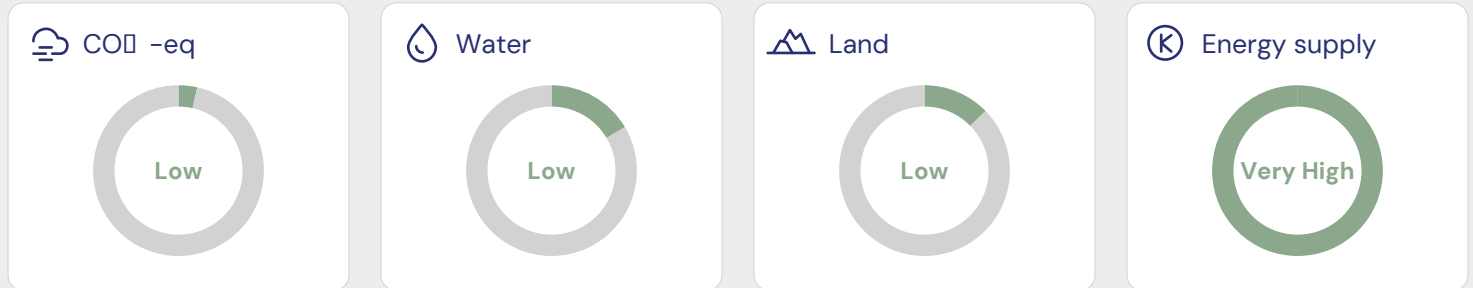 CO▯ -eq
Water
Land
Energy supply
Low
Low
Low
Very High